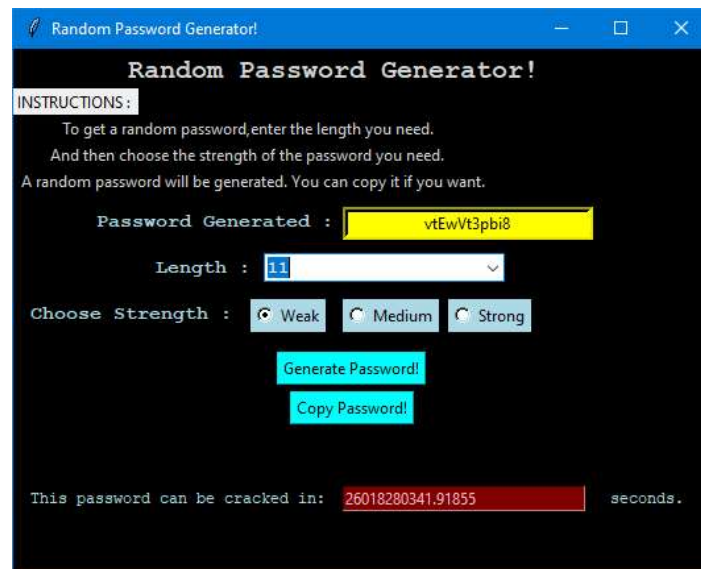 Random Password Generator!
Random Password Generator!
INSTRUCTIONS :
To get a random password,enter the length you need.
And then choose the strength of the password you need.
A random password will be generated. You can copy it if you want.
Password Generated : vtEwVt3pbi8
Length : 11
Choose Strength : Weak Medium Strong
Generate Password!
Copy Password!
This password can be cracked in: 26018280341.91855 seconds.